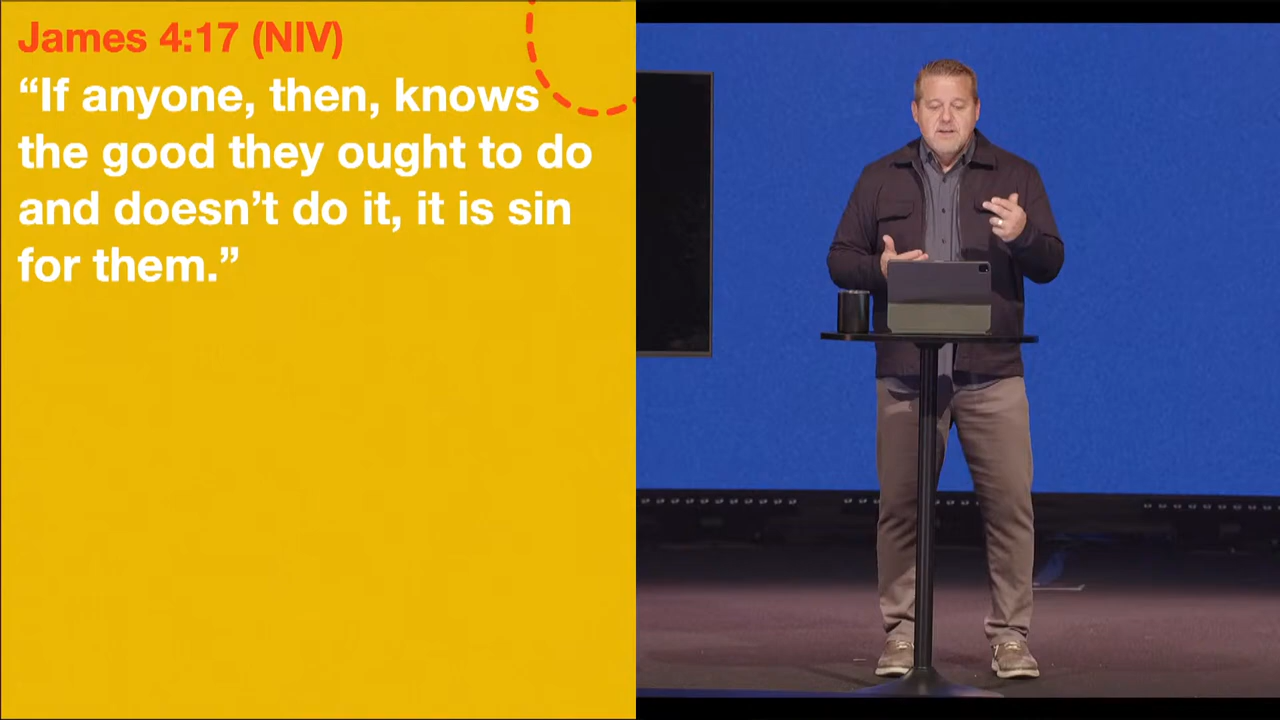 James 4:17 (NIV)
“If anyone, then, knows
the good they ought to do
and doesn’t do it, it is sin
for them.”